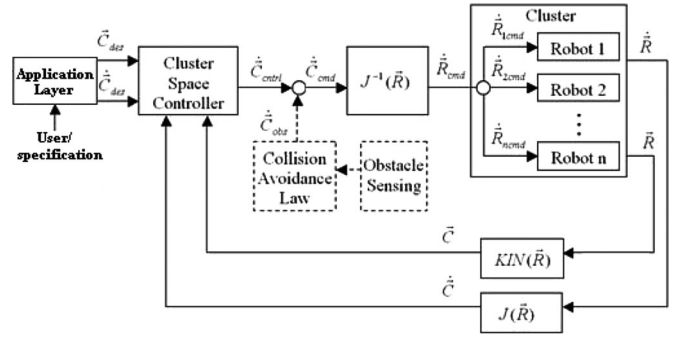 Cluster
C⃗_des
Ċ⃗_des
Application
Layer
User/
specification
Cluster
Space
Controller
Ċ⃗_cntrl
Ċ⃗_cmd
Ċ⃗_obs
J⁻¹(R⃗)
Ṙ⃗_cmd
Ṙ⃗_1cmd
Ṙ⃗_2cmd
Ṙ⃗_ncmd
Robot 1
Robot 2
⋮
Robot n
Ṙ⃗
R⃗
Collision
Avoidance
Law
Obstacle
Sensing
C⃗
KIN(R⃗)
Ċ⃗
J(R⃗)